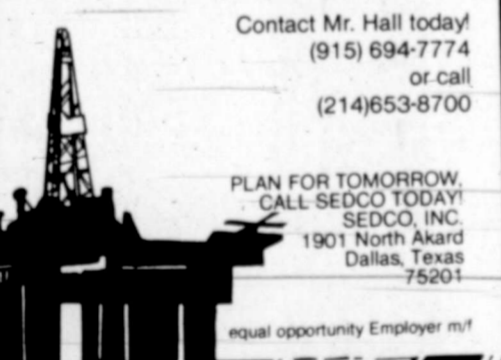 Contact Mr. Hall today!
(915) 694-7774
or call
(214)653-8700
PLAN FOR TOMORROW,
CALL SEDCO TODAY!
SEDCO, INC.
1901 North Akard
Dallas, Texas
75201
equal opportunity Employer m/f